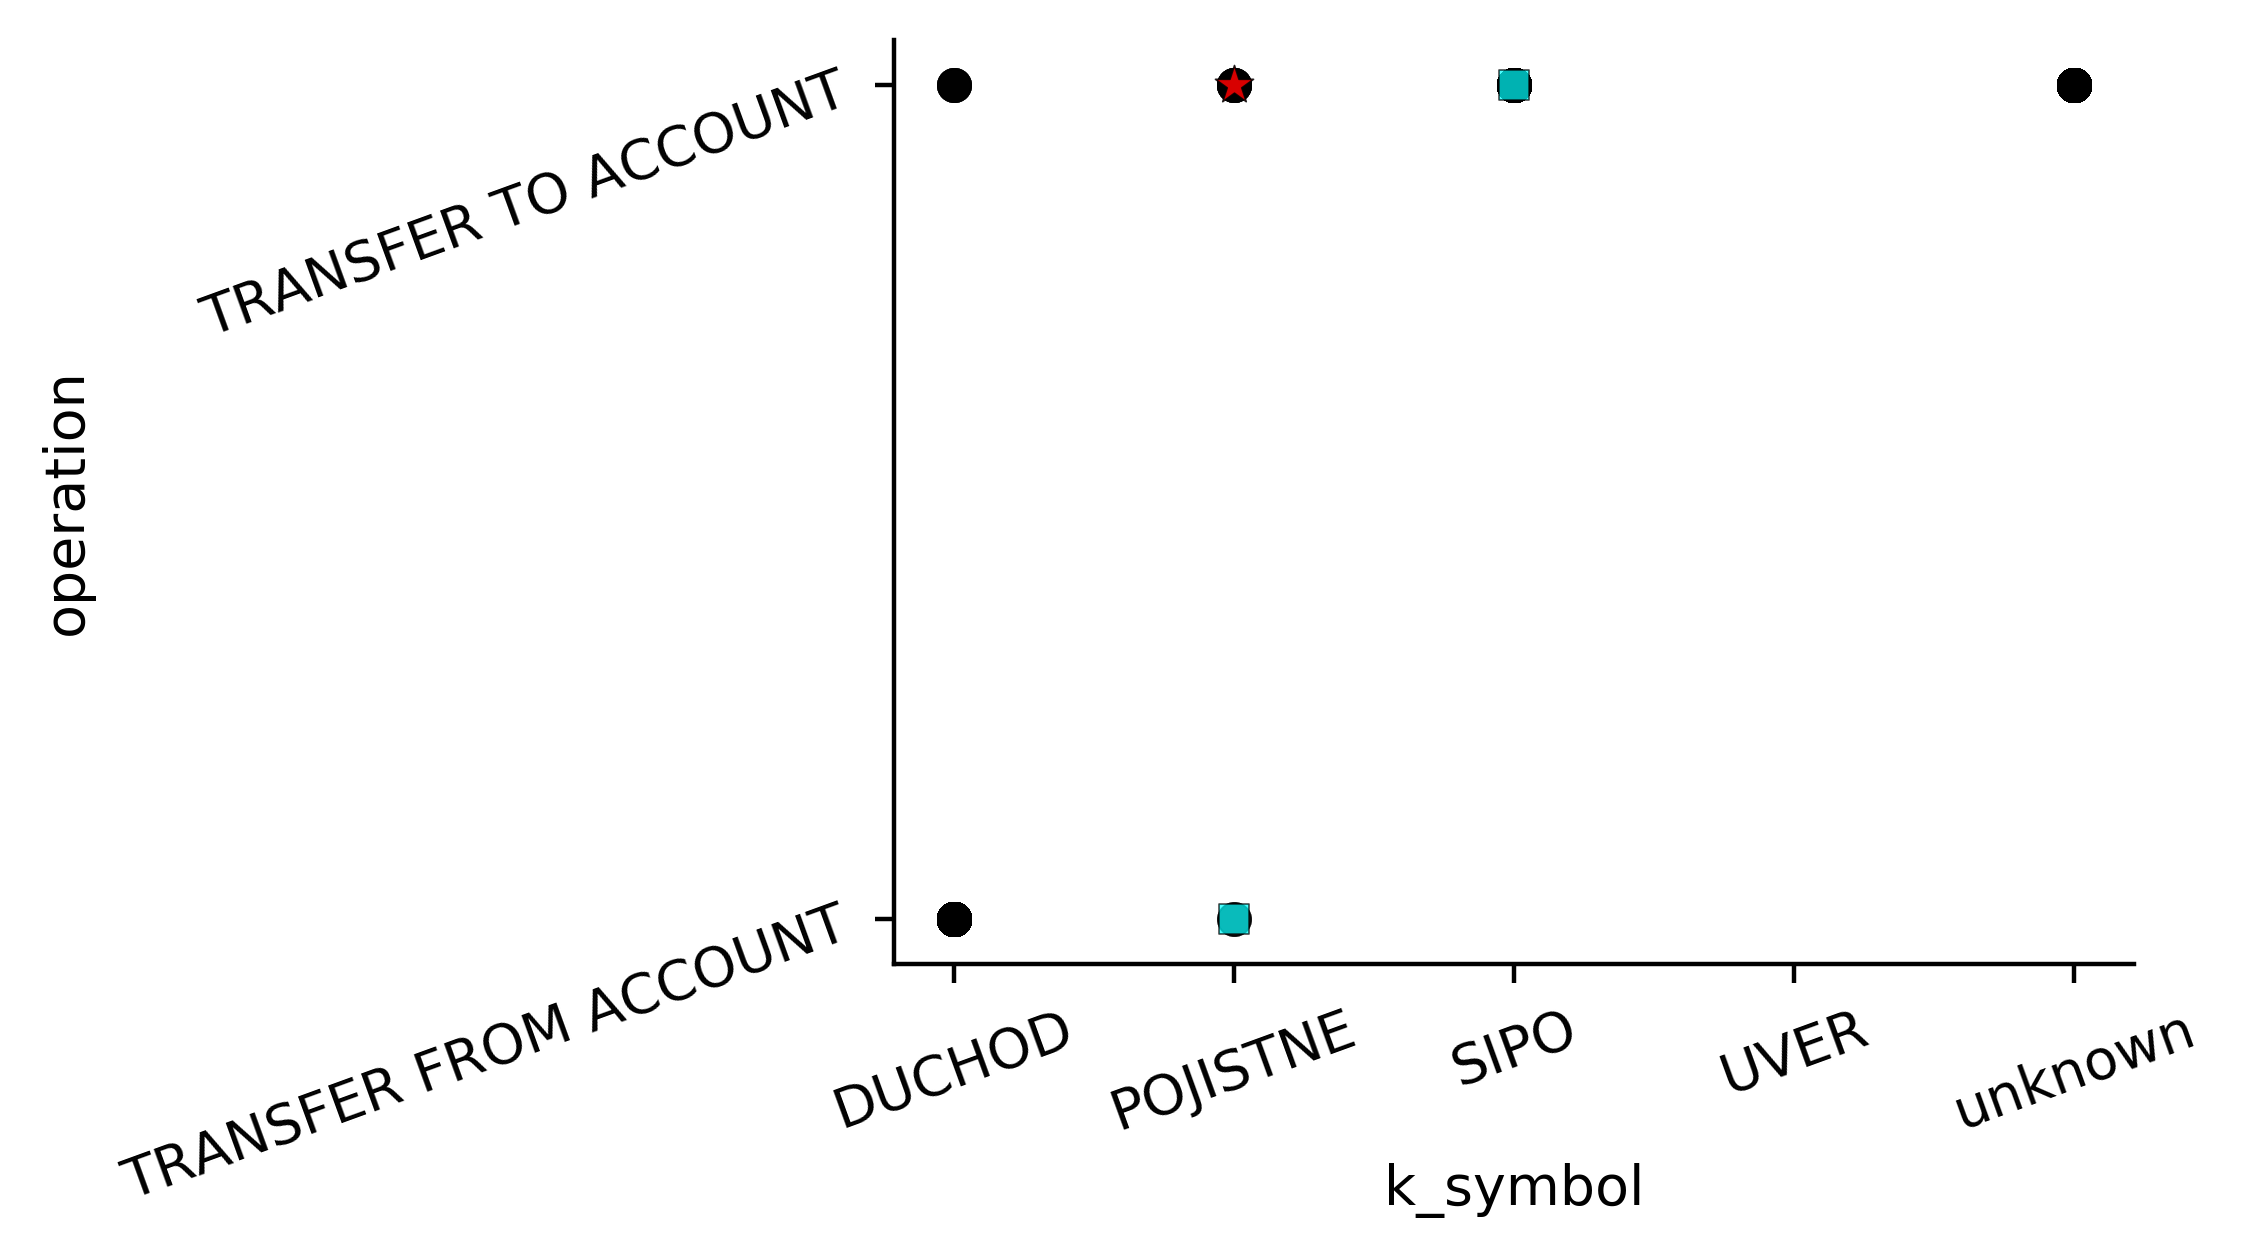 TRANSFER TO ACCOUNT
operation
TRANSFER FROM ACCOUNT
DUCHOD
POJISTNE
SIPO
UVER
unknown
k_symbol